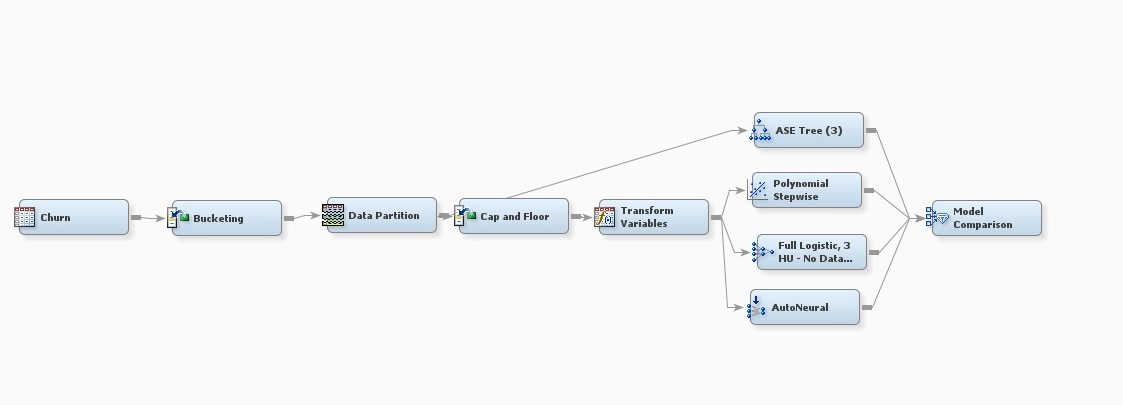 Churn
Bucketing
Data Partition
Cap and Floor
Transform
Variables
ASE Tree (3)
Polynomial
Stepwise
Full Logistic, 3
HU - No Data...
AutoNeural
Model
Comparison